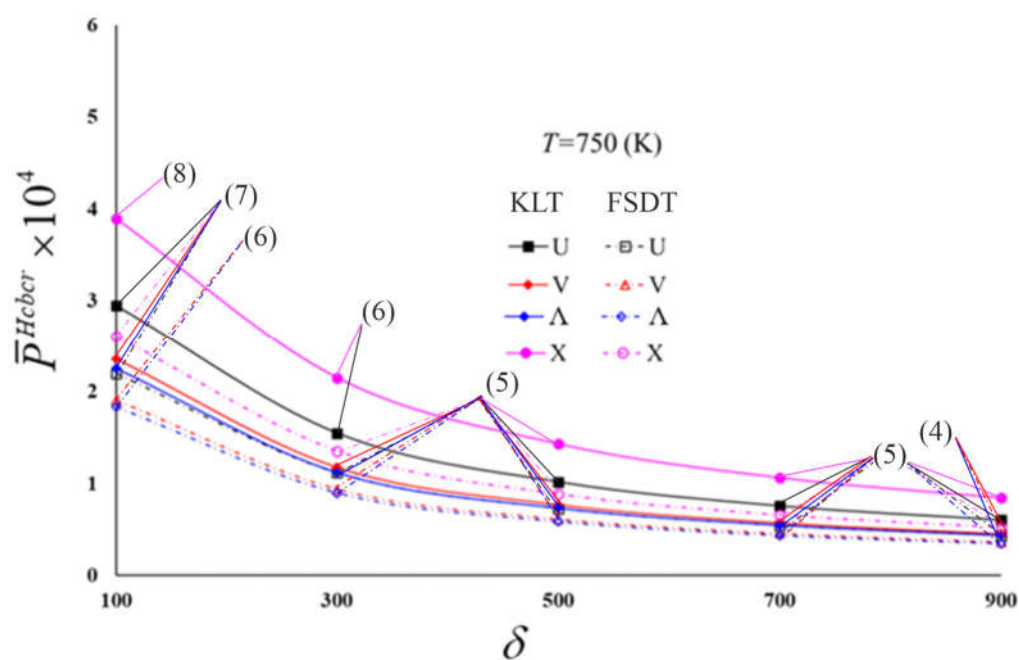 6
5
T=750 (K)
KLT FSDT
(8)
4
(7)
(6)
U U
V V
Λ Λ
X X
P̅^{Hcbcr} ×10^4
3
(6)
2
(5)
(4)
(5)
1
0
100 300 500 700 900
δ